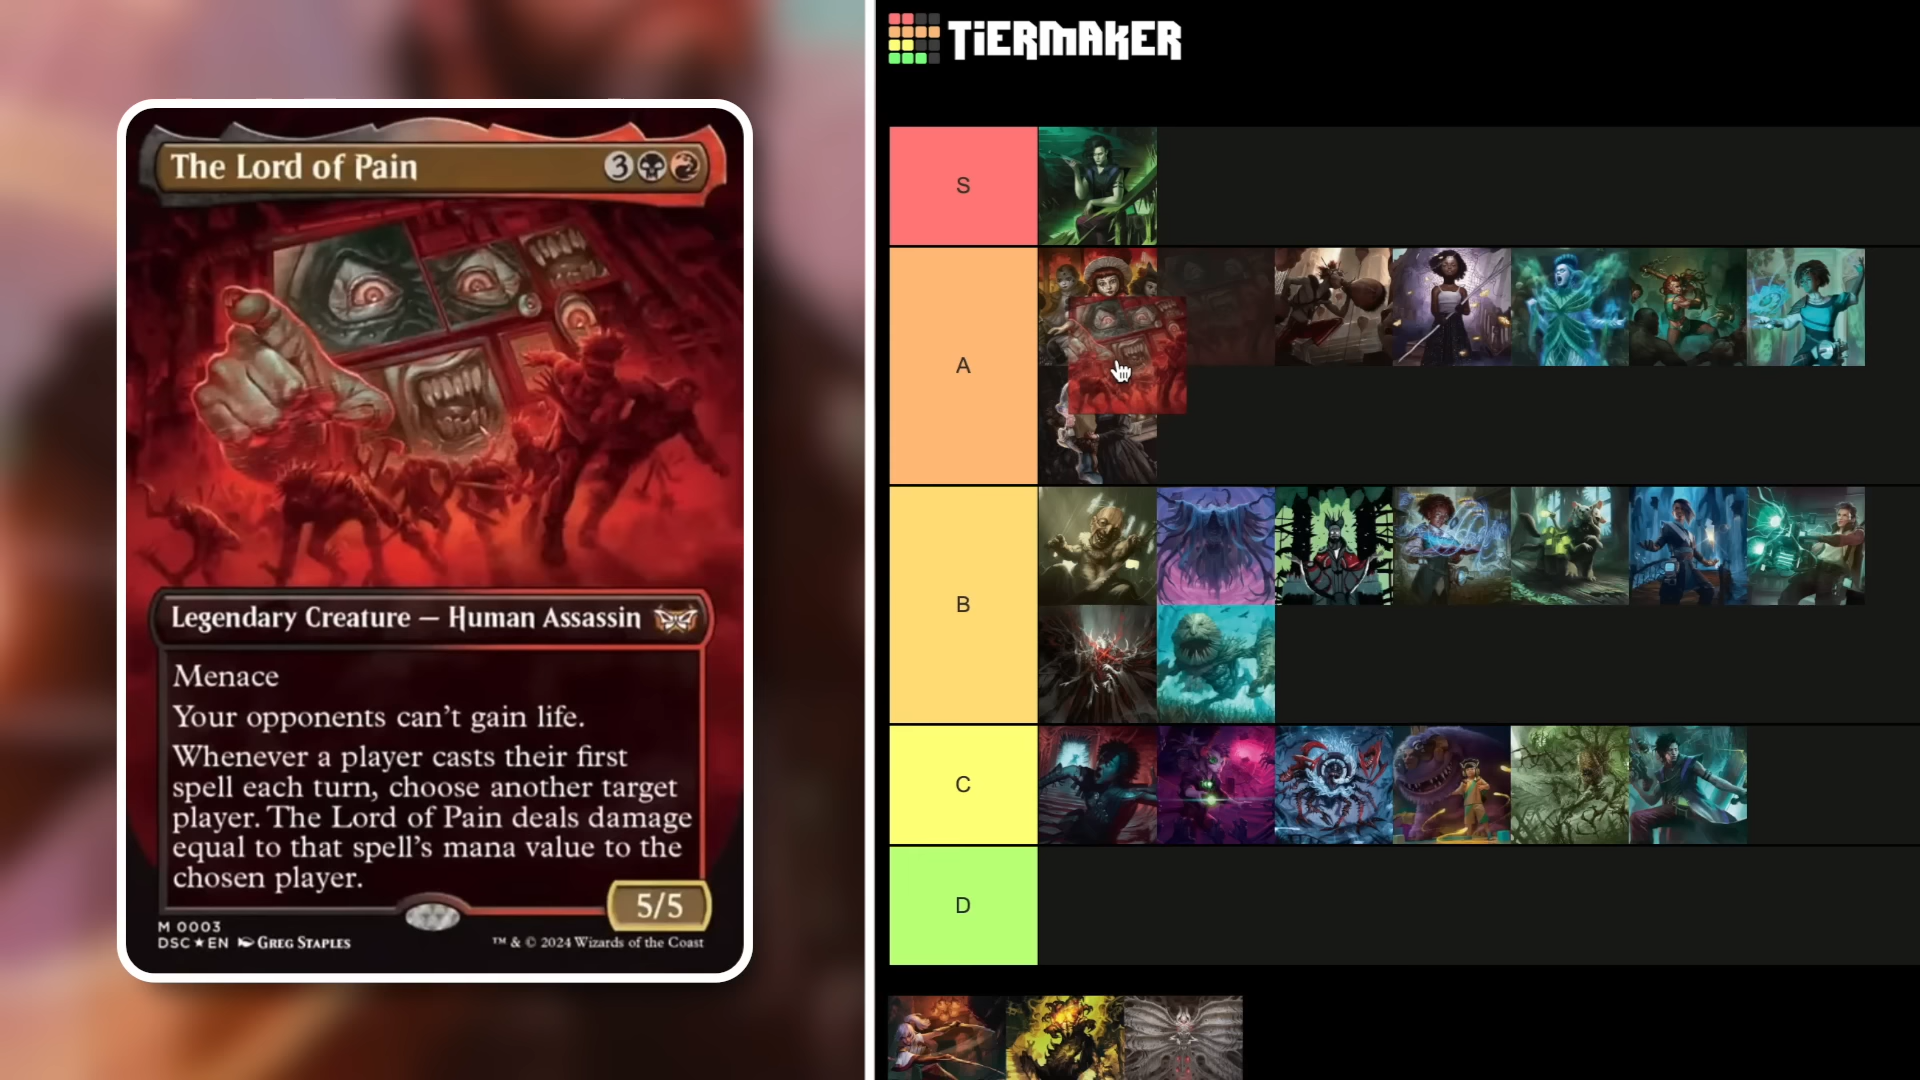 The Lord of Pain 3
Legendary Creature — Human Assassin
Menace
Your opponents can't gain life.
Whenever a player casts their first
spell each turn, choose another target
player. The Lord of Pain deals damage
equal to that spell's mana value to the
chosen player.
5/5
M 0003
DSC★EN GREG STAPLES
™ & © 2024 Wizards of the Coast
TiERMAKER
S
A
B
C
D